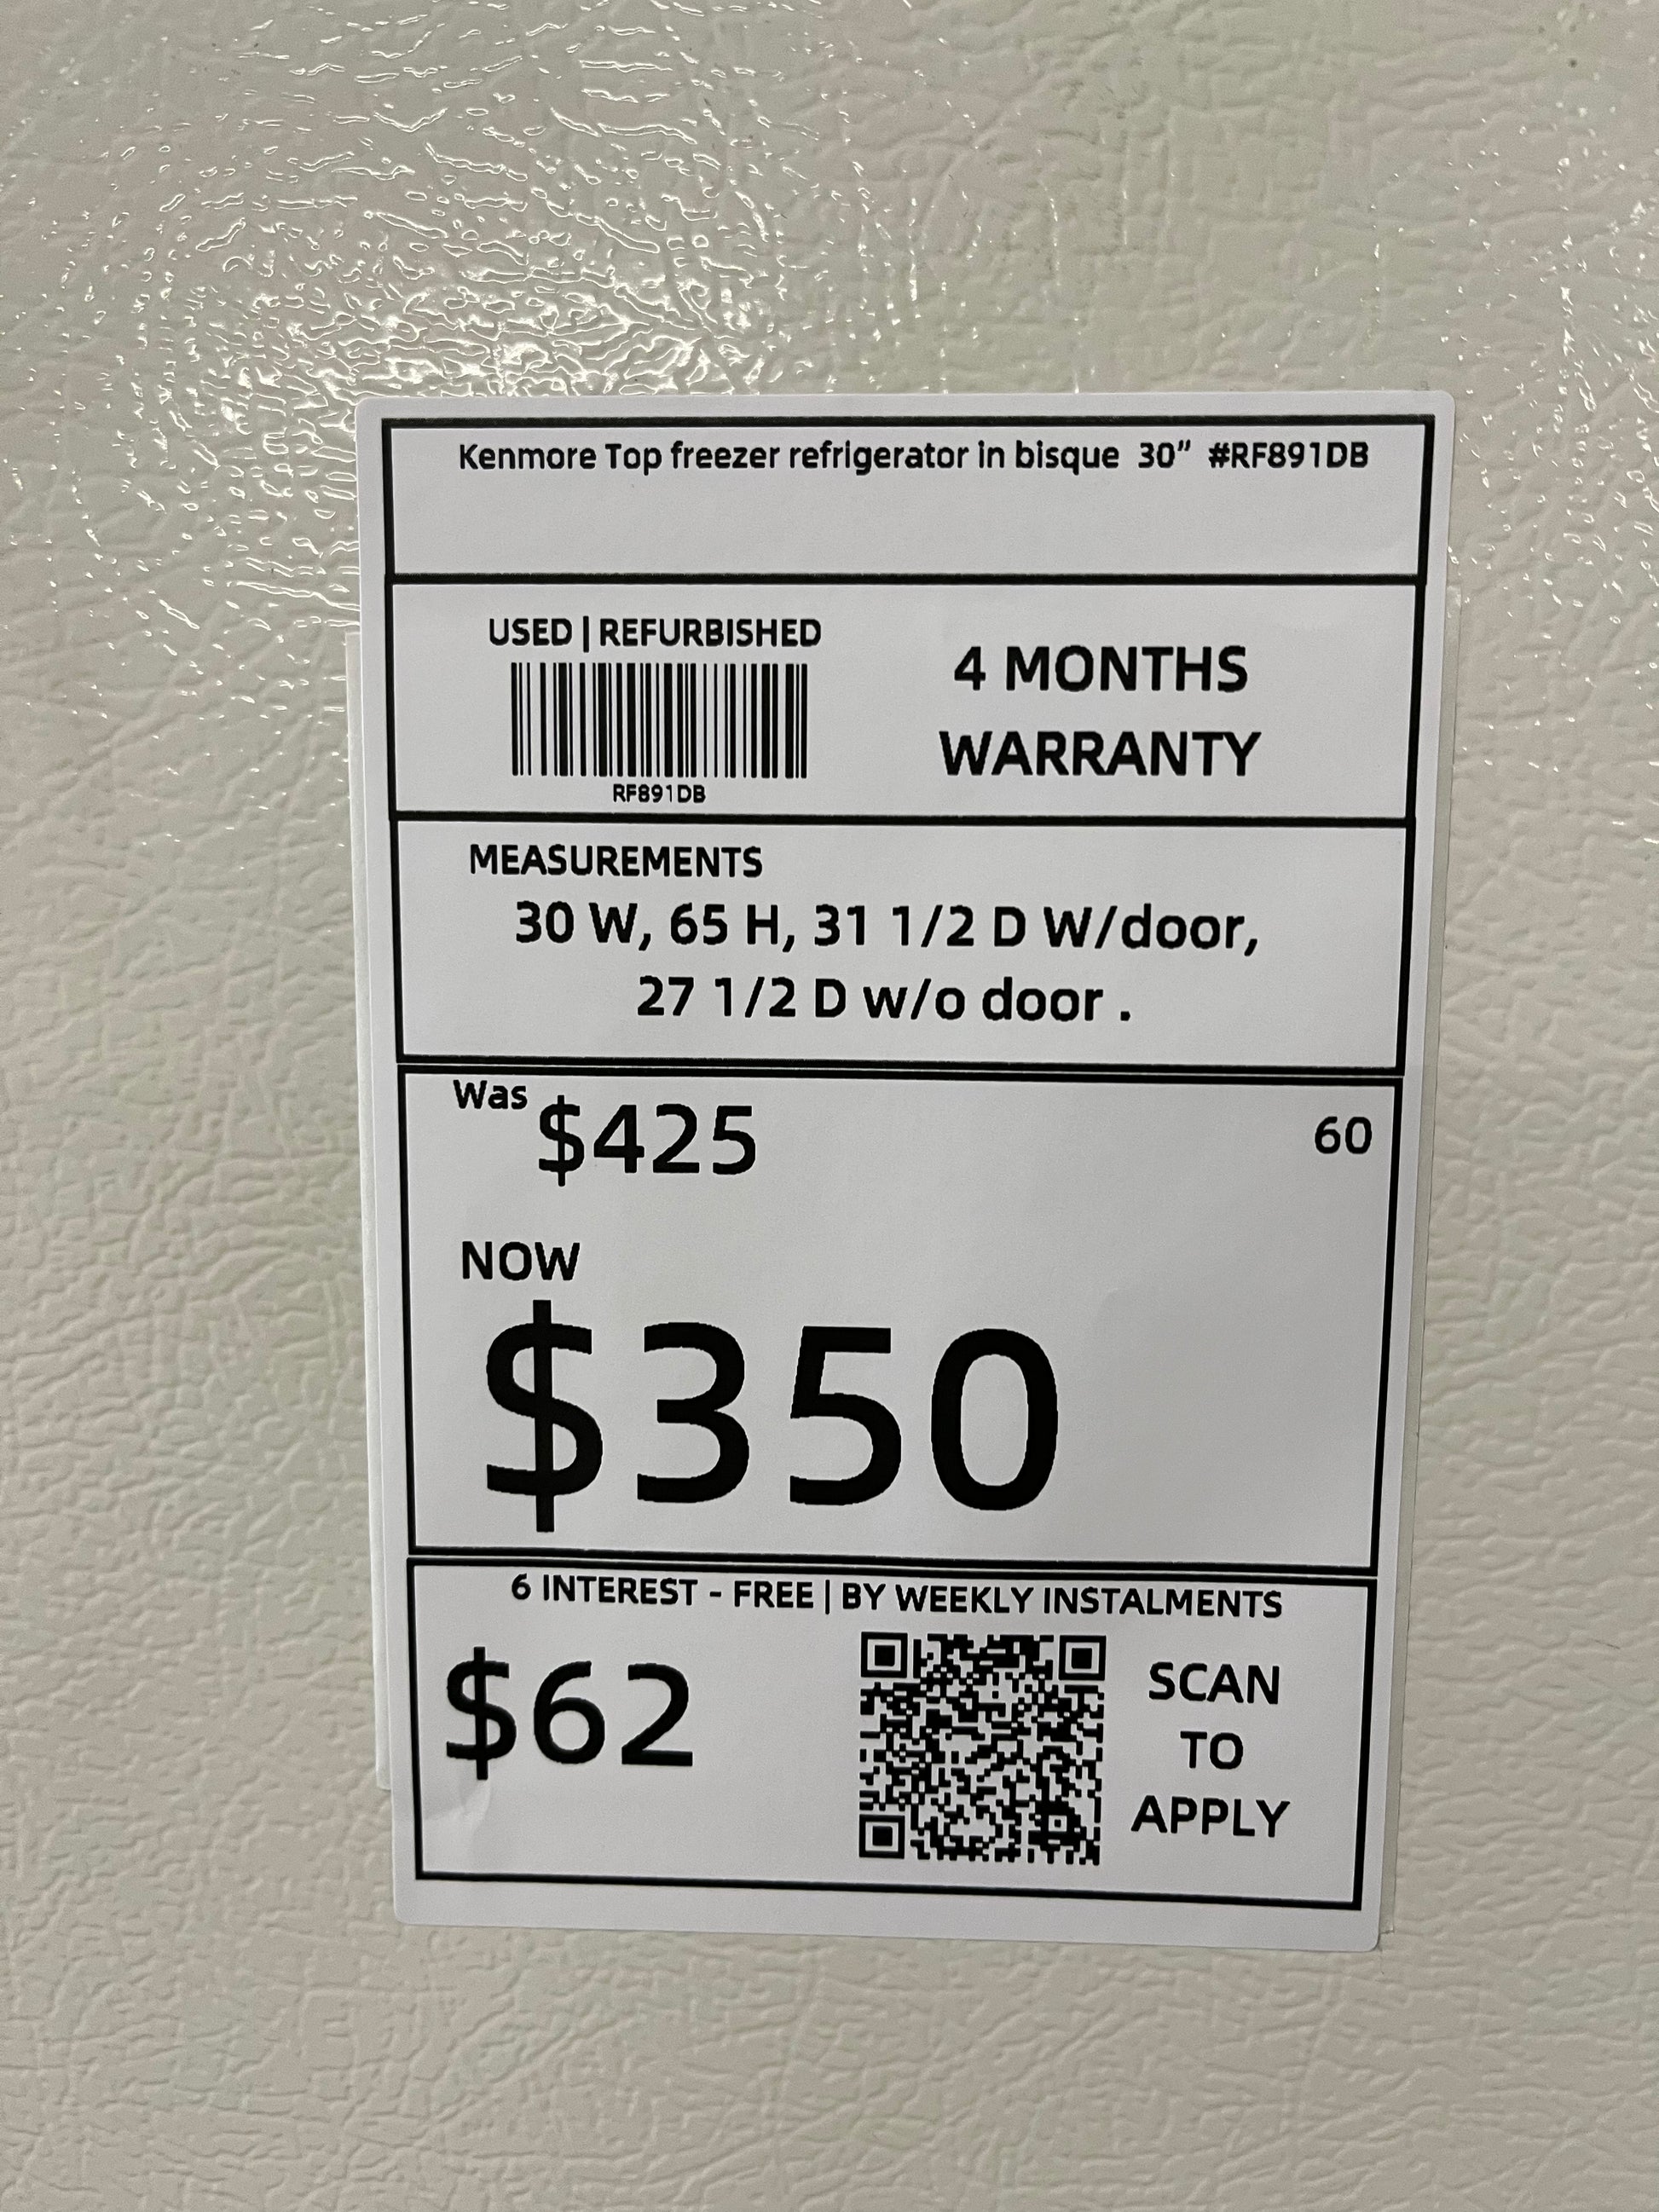 Kenmore Top freezer refrigerator in bisque 30” #RF891DB
USED | REFURBISHED
RF891DB
4 MONTHS
WARRANTY
MEASUREMENTS
30 W, 65 H, 31 1/2 D W/door,
27 1/2 D w/o door .
Was $425
60
NOW
$350
6 INTEREST - FREE | BY WEEKLY INSTALMENTS
$62
SCAN
TO
APPLY